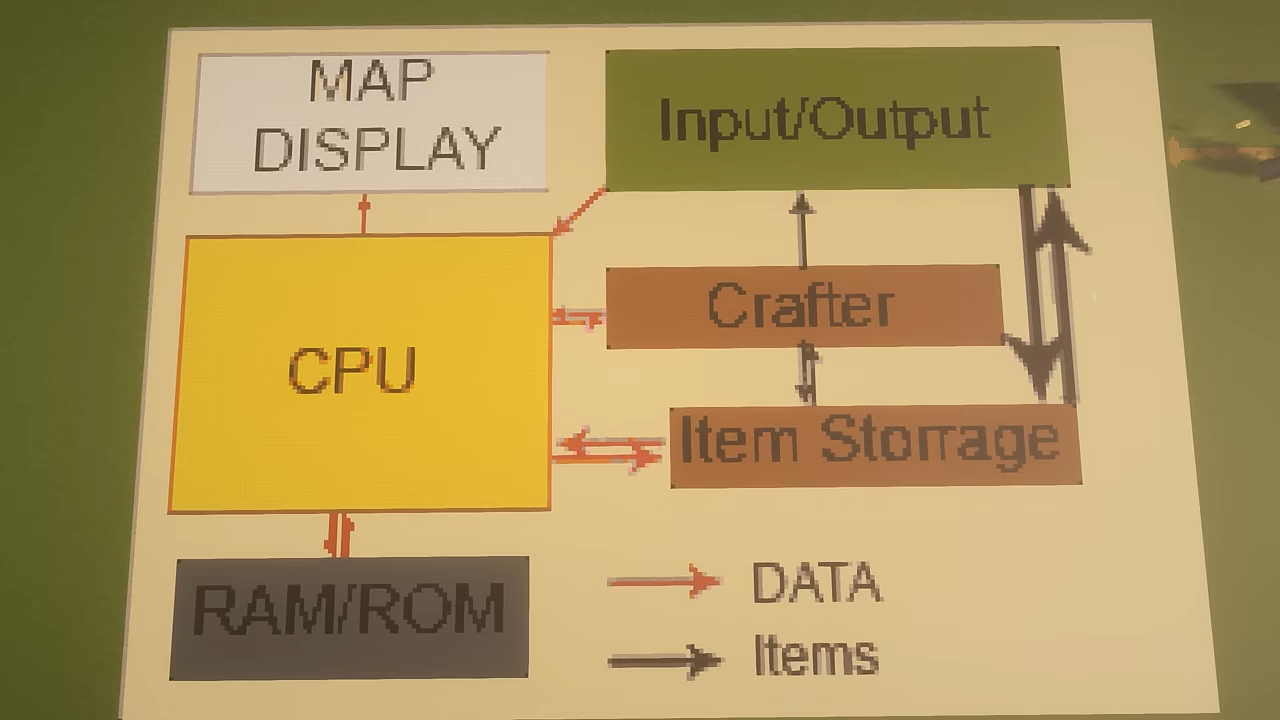 MAP
DISPLAY
Input/Output
CPU
Crafter
Item Storrage
RAM/ROM
DATA
Items